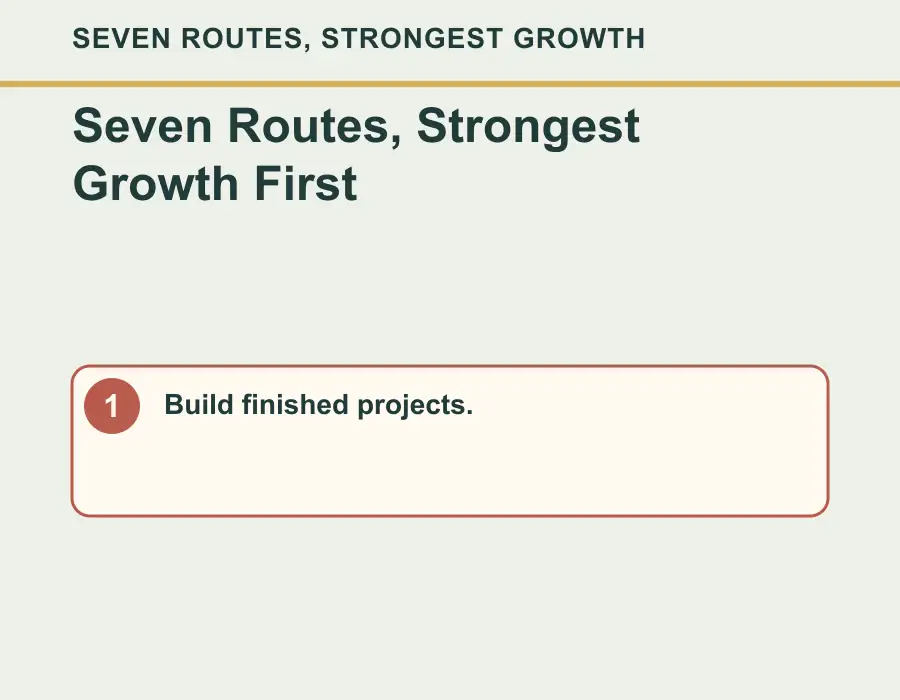 SEVEN ROUTES, STRONGEST GROWTH
Seven Routes, Strongest
Growth First
1 Build finished projects.